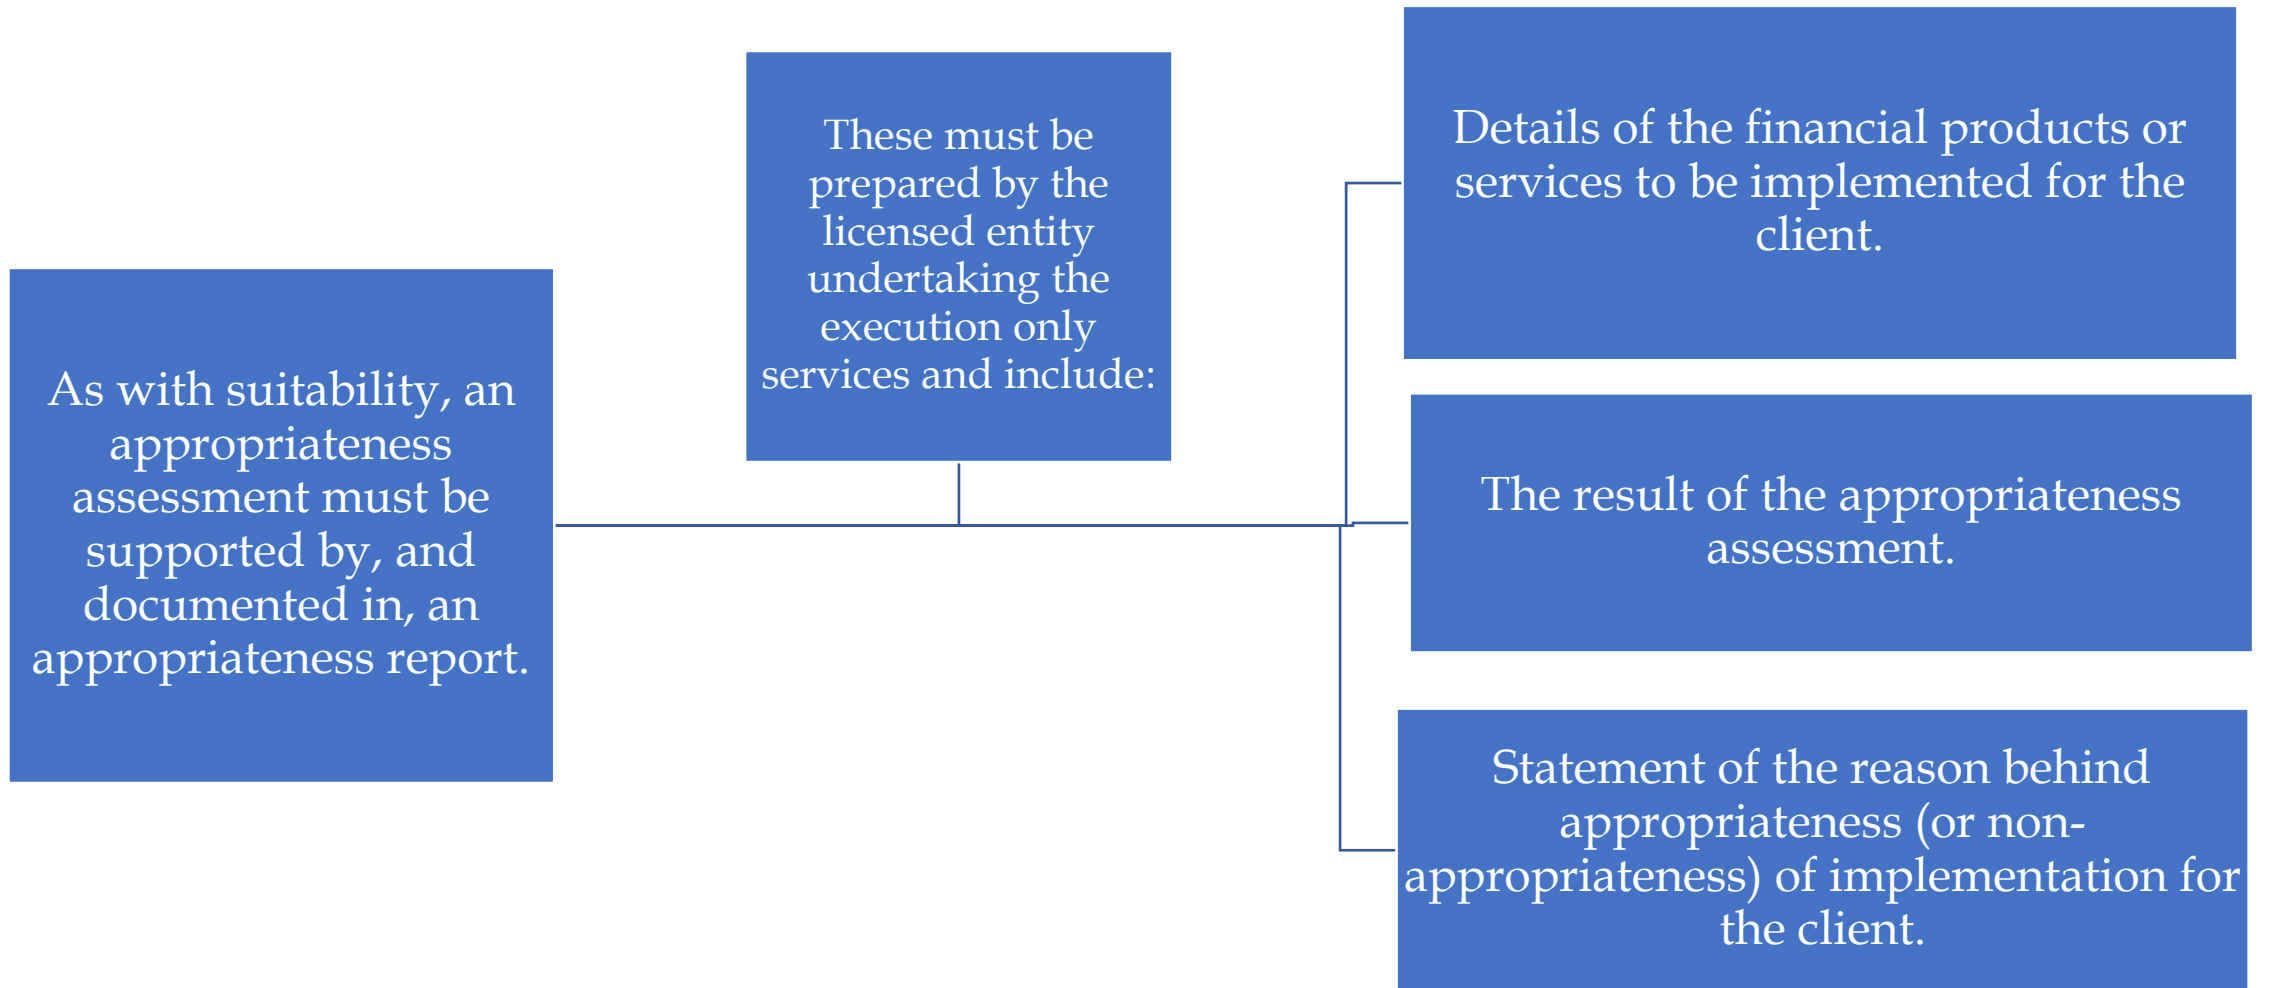 As with suitability, an
appropriateness
assessment must be
supported by, and
documented in, an
appropriateness report.
These must be
prepared by the
licensed entity
undertaking the
execution only
services and include:
Details of the financial products or
services to be implemented for the
client.
The result of the appropriateness
assessment.
Statement of the reason behind
appropriateness (or non-
appropriateness) of implementation for
the client.